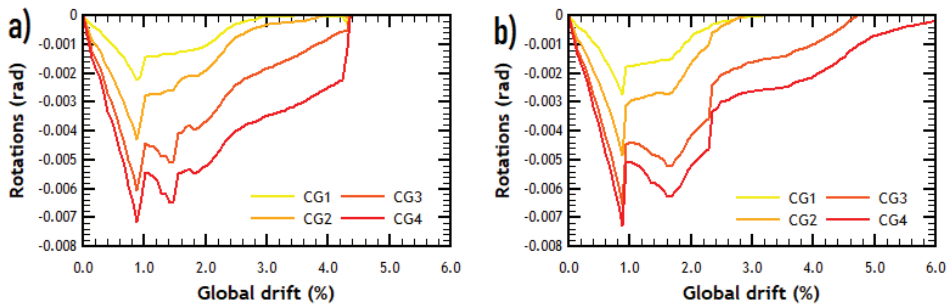 a)
0
-0.001
-0.002
-0.003
-0.004
-0.005
-0.006
-0.007
-0.008
Rotations (rad)
CG1 CG3
CG2 CG4
0.0 1.0 2.0 3.0 4.0 5.0 6.0
Global drift (%)
b)
0
-0.001
-0.002
-0.003
-0.004
-0.005
-0.006
-0.007
-0.008
Rotations (rad)
CG1 CG3
CG2 CG4
0.0 1.0 2.0 3.0 4.0 5.0 6.0
Global drift (%)